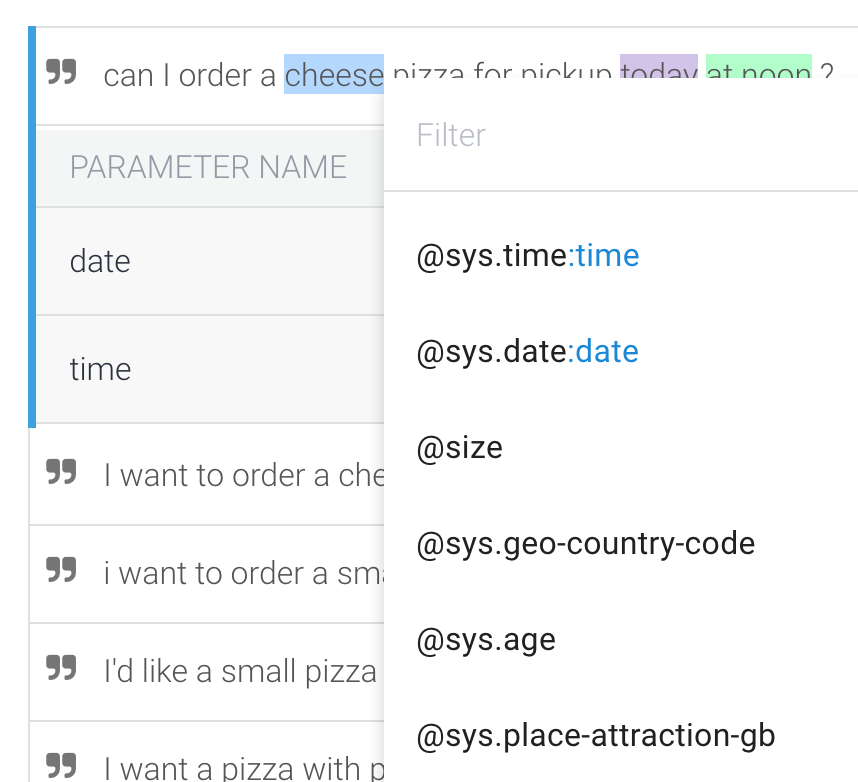 can I order a cheese pizza for pickup today at noon ?
PARAMETER NAME
date
time
I want to order a che
i want to order a sma
I'd like a small pizza
I want a pizza with p
Filter
@sys.time:time
@sys.date:date
@size
@sys.geo-country-code
@sys.age
@sys.place-attraction-gb